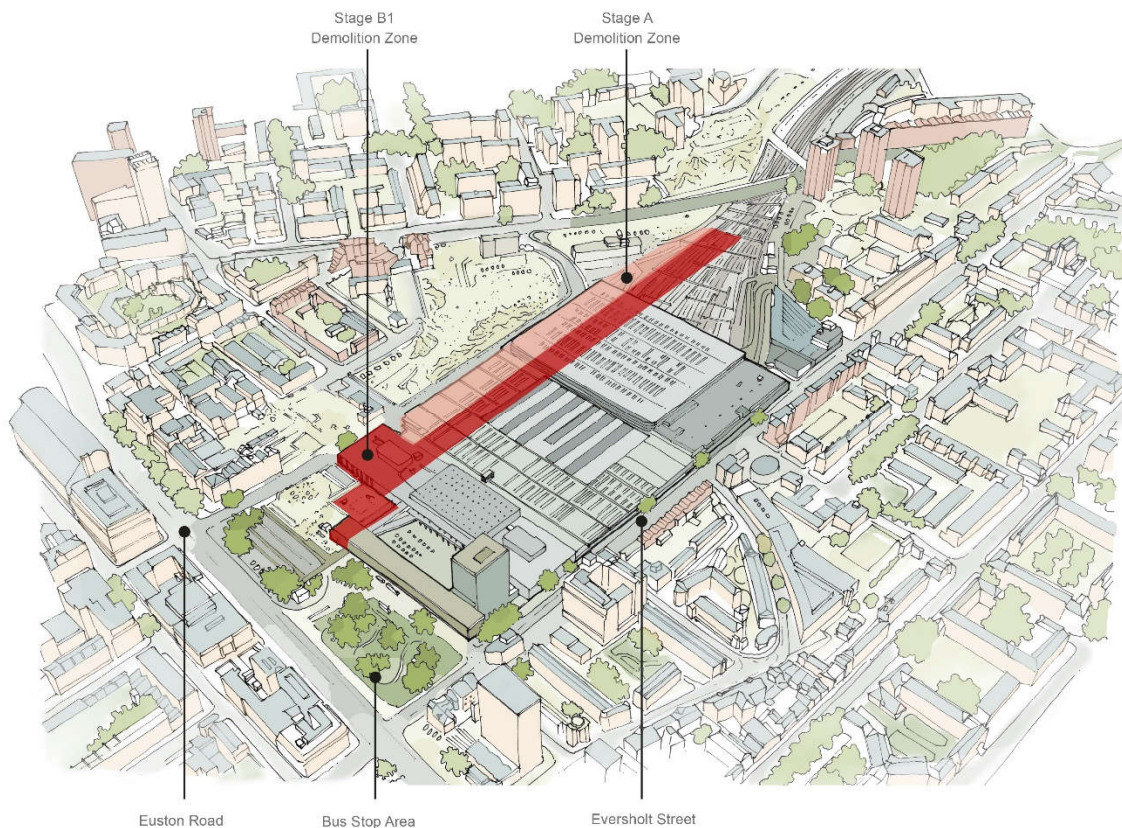 Stage B1
Demolition Zone
Stage A
Demolition Zone
Euston Road
Bus Stop Area
Eversholt Street